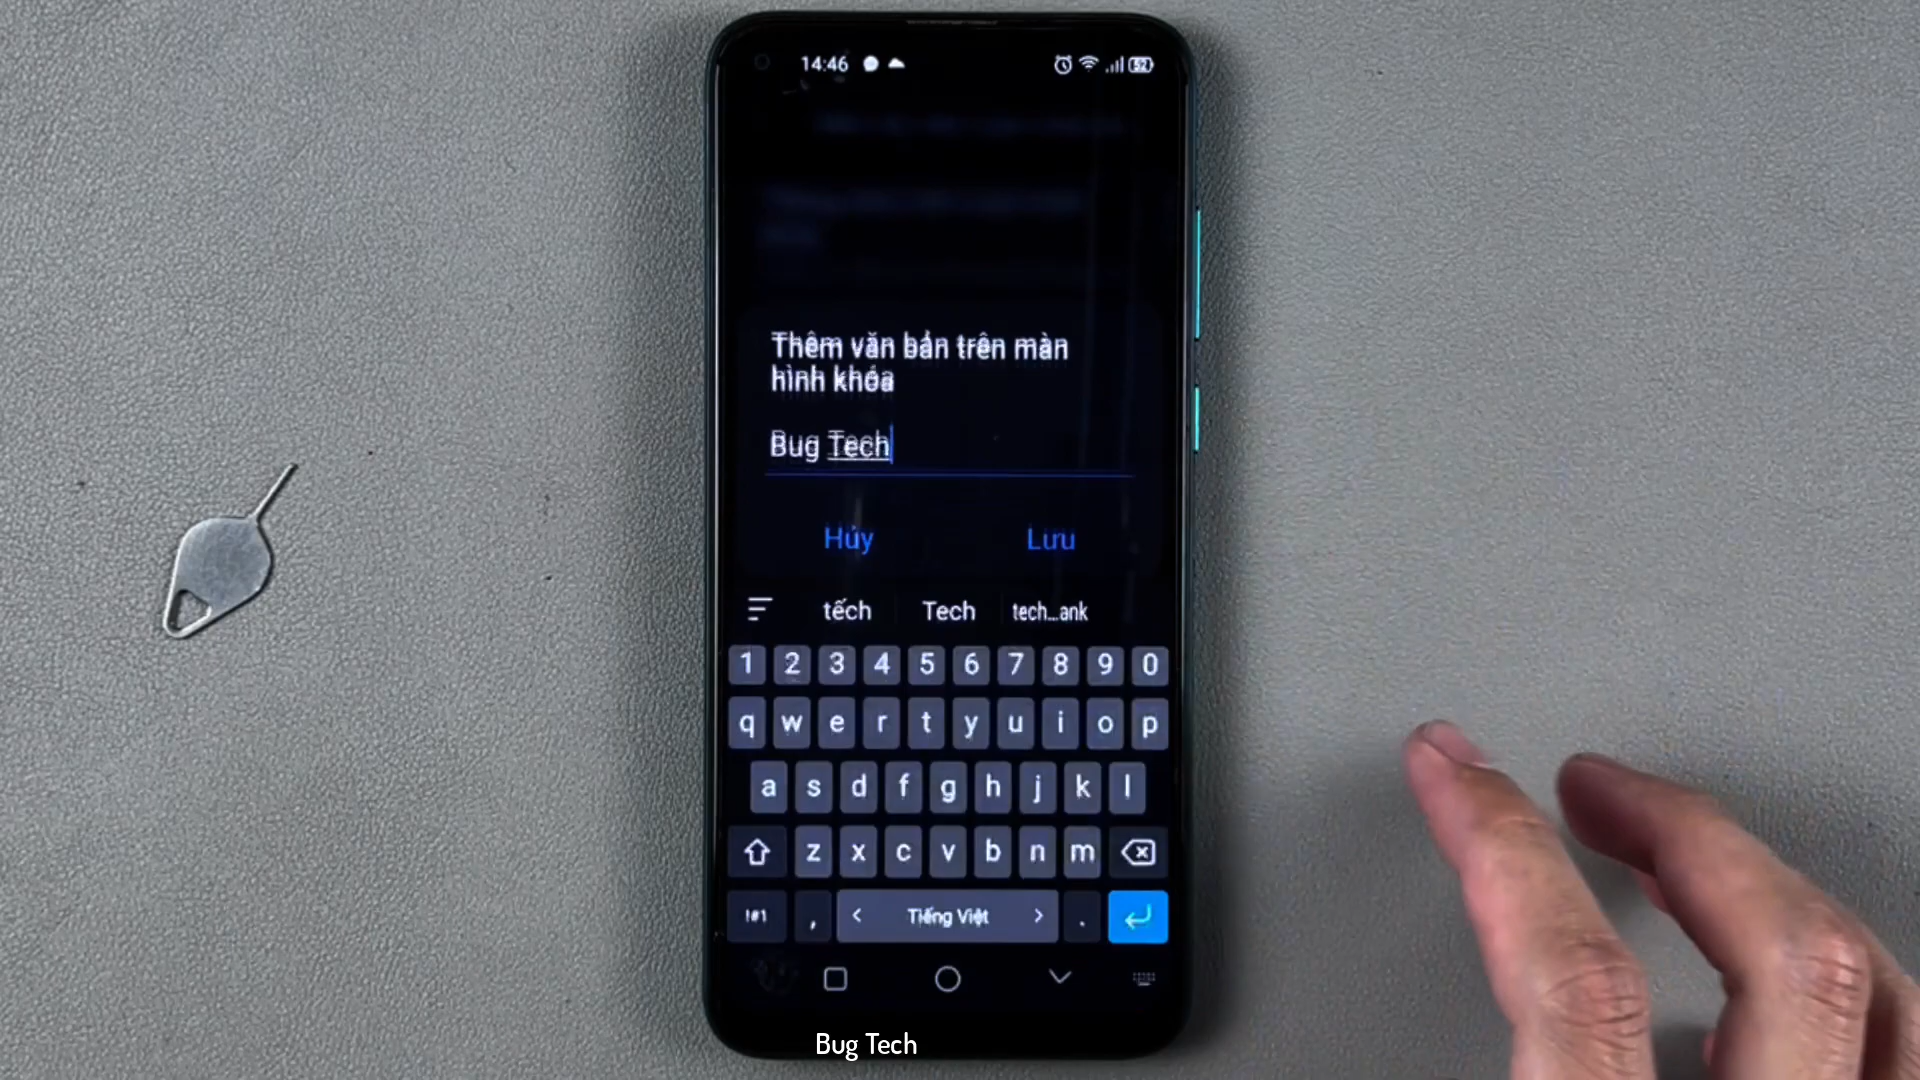 14:46 52
Thêm văn bản trên màn
hình khóa
Bug Tech
Hủy Lưu
tếch Tech tech...ank
1 2 3 4 5 6 7 8 9 0
q w e r t y u i o p
a s d f g h j k l
z x c v b n m
!#1 , < Tiếng Việt > .
Bug Tech